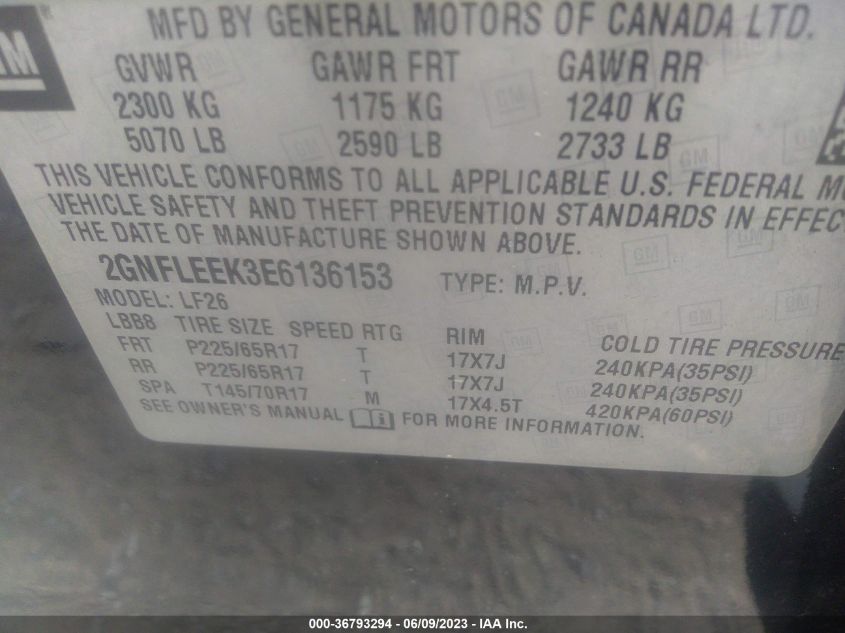 GM
MFD BY GENERAL MOTORS OF CANADA LTD.
GVWR GAWR FRT GAWR RR
2300 KG 1175 KG 1240 KG
5070 LB 2590 LB 2733 LB
THIS VEHICLE CONFORMS TO ALL APPLICABLE U.S. FEDERAL
VEHICLE SAFETY AND THEFT PREVENTION STANDARDS IN EFFEC
THE DATE OF MANUFACTURE SHOWN ABOVE.
2GNFLEEK3E6136153 TYPE: M.P.V.
MODEL: LF26
LBB8 TIRE SIZE SPEED RTG RIM COLD TIRE PRESSURE
FRT P225/65R17 T 17X7J 240KPA(35PSI)
RR P225/65R17 T 17X7J 240KPA(35PSI)
SPA T145/70R17 M 17X4.5T 420KPA(60PSI)
SEE OWNER'S MANUAL FOR MORE INFORMATION.
000-36793294 - 06/09/2023 - IAA Inc.